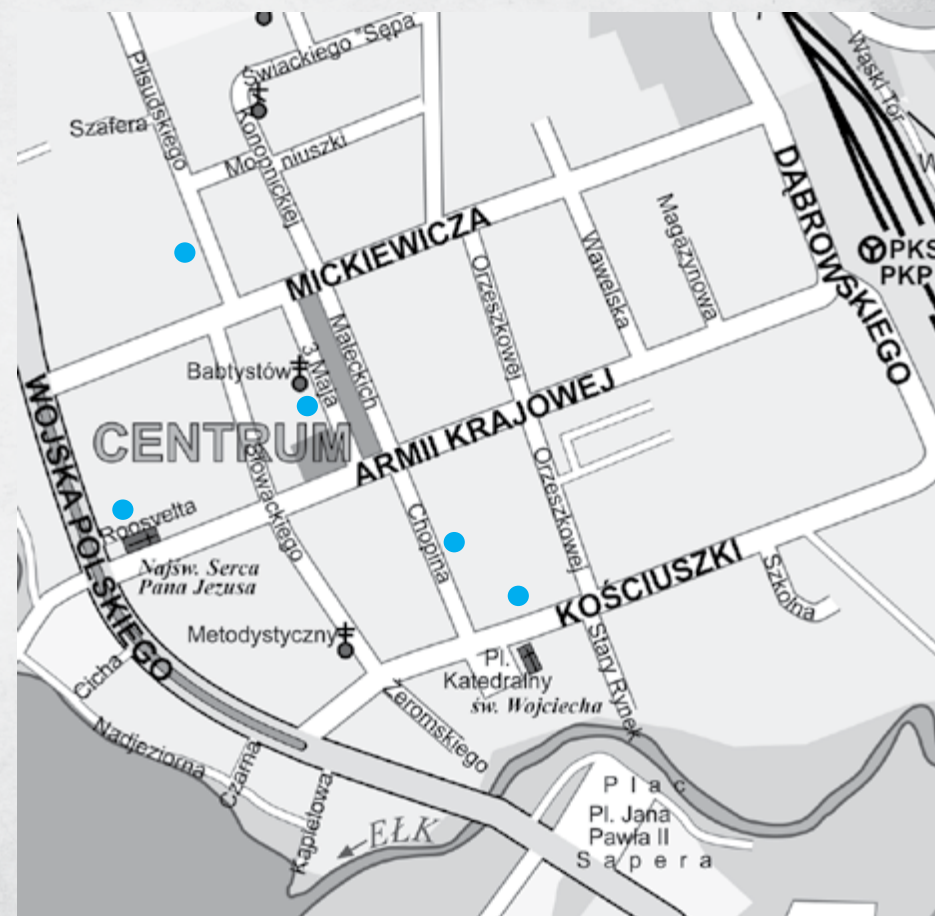 Świackiego "Sępa
Wąski Tor
Piłsudskiego
Szafera
Konopnickiej
Moniuszki
DĄBROWSKIEGO
Magazynowa
MICKIEWICZA
Wawelska
PKS
PKP
Orzeszkowej
Małeckich
3 Maja
Babtystów
WOJSKA POLSKIEGO
CENTRUM
ARMII KRAJOWEJ
Słowackiego
Orzeszkowej
Roosvelta
Chopina
Najśw. Serca
Pana Jezusa
KOŚCIUSZKI
Szkolna
Metodystyczny
Stary Rynek
Pl.
Katedralny
św. Wojciecha
Cicha
Żeromskiego
Nadjeziorna
Czarna
Kąpielowa
EŁK
Plac
Pl. Jana
Pawła II
Sapera